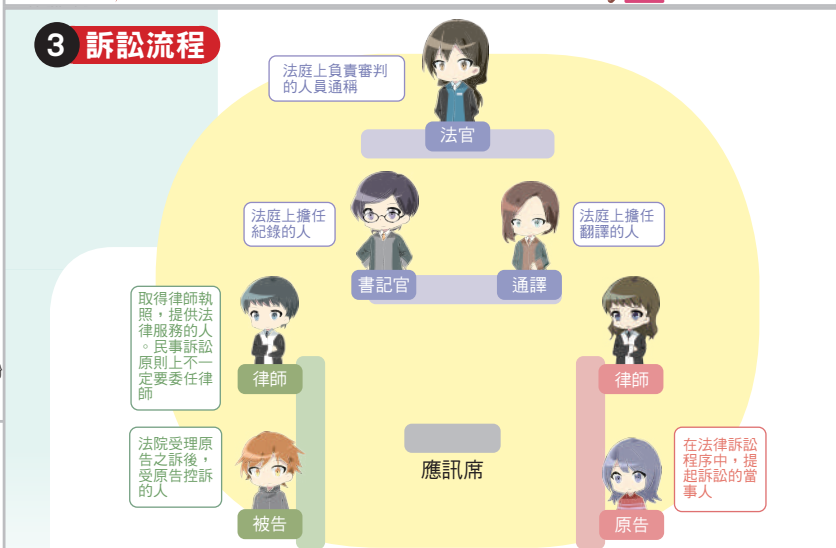 3 訴訟流程
法庭上負責審判
的人員通稱
法官
法庭上擔任
紀錄的人
法庭上擔任
翻譯的人
書記官
通譯
取得律師執
照，提供法
律服務的人
。民事訴訟
原則上不一
定要委任律
師
律師
律師
法院受理原
告之訴後，
受原告控訴
的人
應訊席
在法律訴訟
程序中，提
起訴訟的當
事人
被告
原告